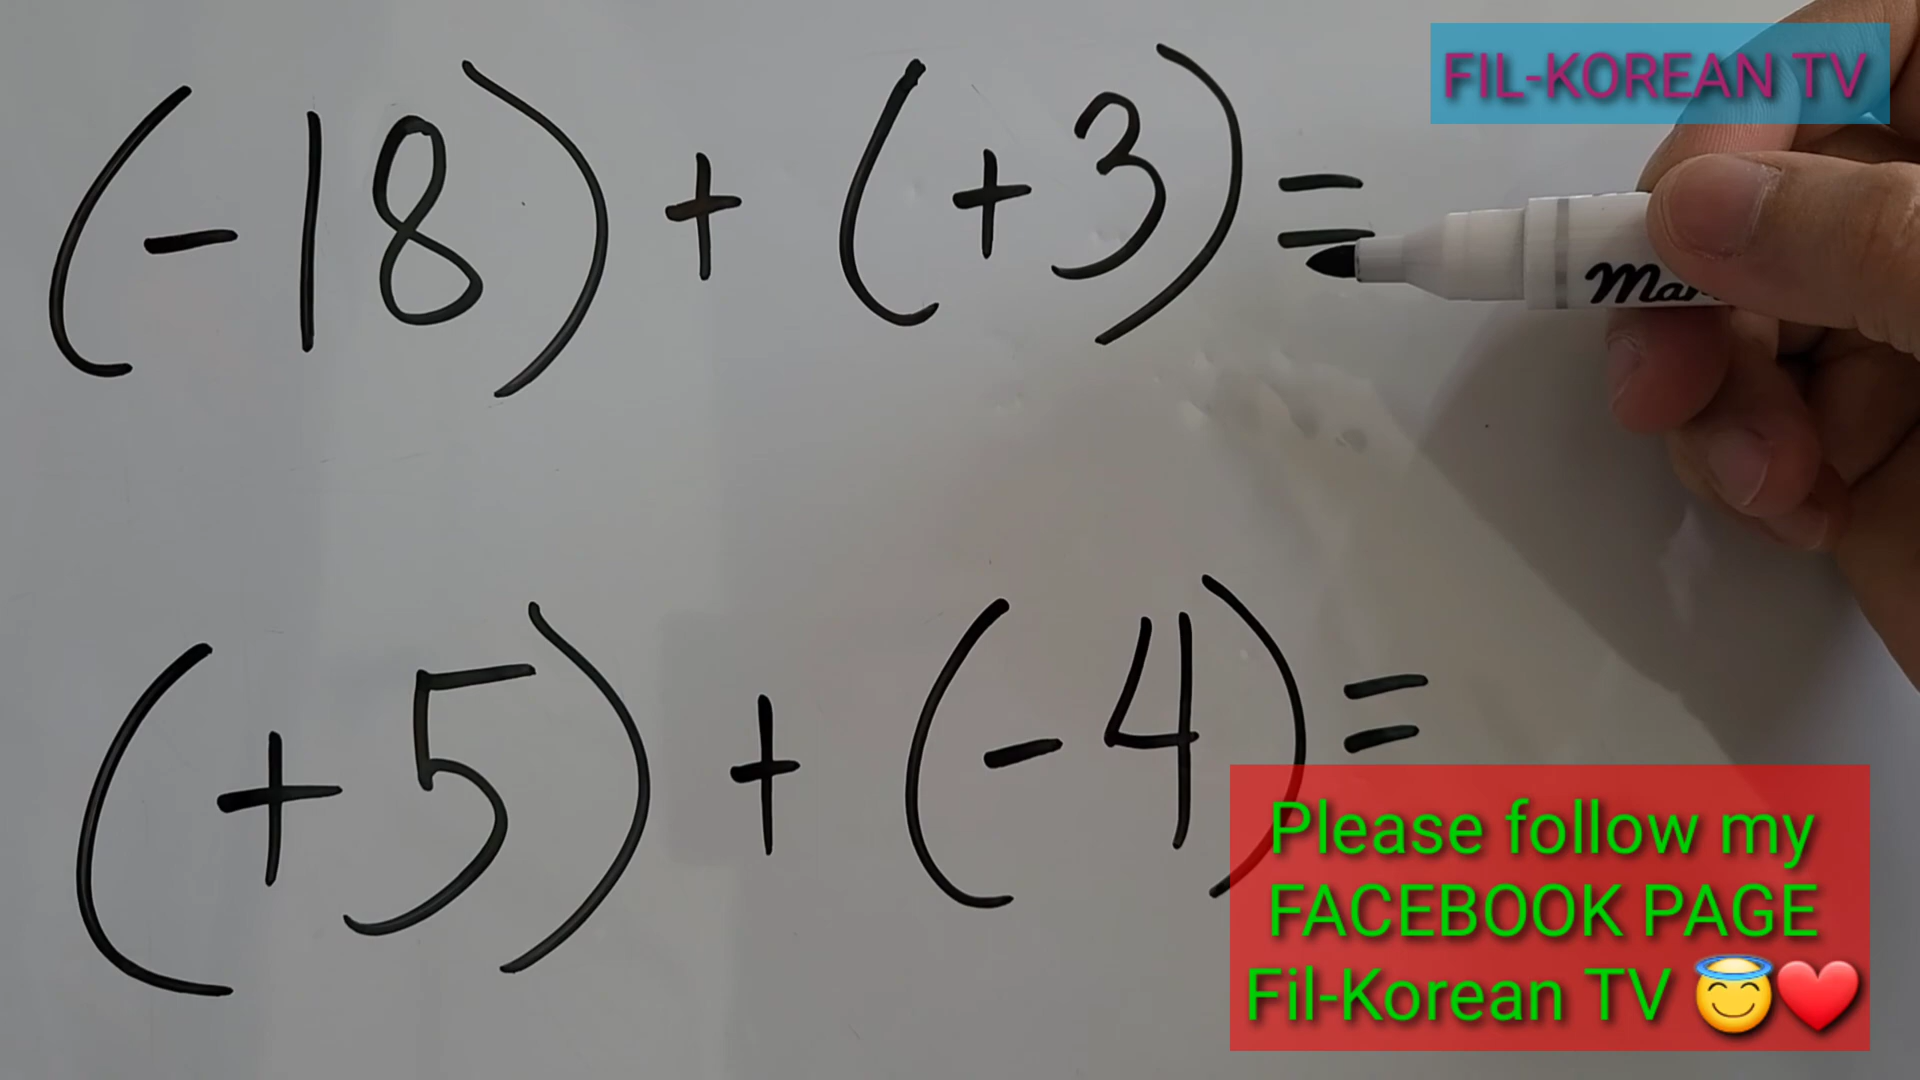 FIL-KOREAN TV
(-18) + (+3) =
(+5) + (-4) =
Please follow my
FACEBOOK PAGE
Fil-Korean TV 😇❤️